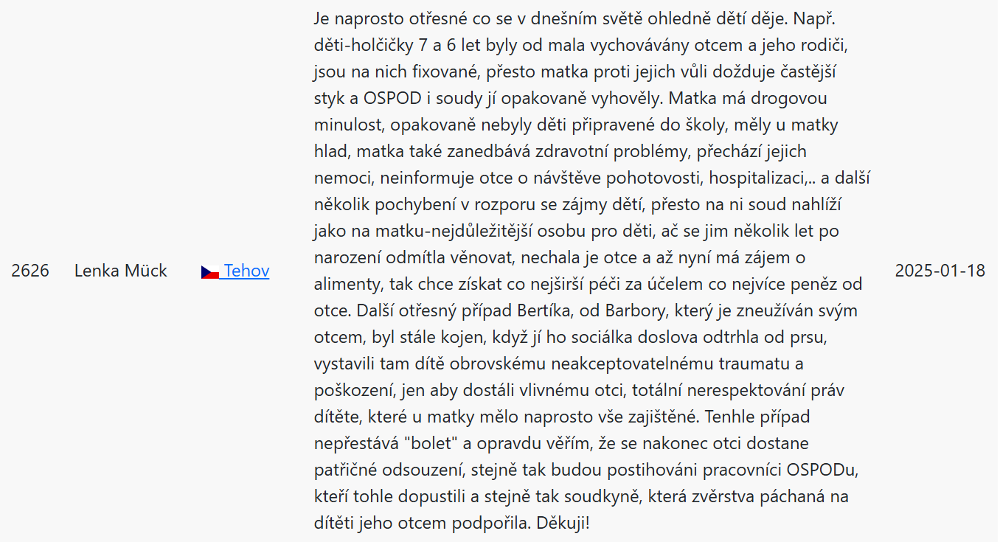 Je naprosto otřesné co se v dnešním světě ohledně dětí děje. Např.
děti-holčičky 7 a 6 let byly od mala vychovávány otcem a jeho rodiči,
jsou na nich fixované, přesto matka proti jejich vůli dožduje častější
styk a OSPOD i soudy jí opakovaně vyhověly. Matka má drogovou
minulost, opakovaně nebyly děti připravené do školy, měly u matky
hlad, matka také zanedbává zdravotní problémy, přechází jejich
nemoci, neinformuje otce o návštěve pohotovosti, hospitalizaci,.. a další
několik pochybení v rozporu se zájmy dětí, přesto na ni soud nahlíží
jako na matku-nejdůležitější osobu pro děti, ač se jim několik let po
narození odmítla věnovat, nechala je otce a až nyní má zájem o
2626 Lenka Mück Tehov 2025-01-18
alimenty, tak chce získat co nejširší péči za účelem co nejvíce peněz od
otce. Další otřesný případ Bertíka, od Barbory, který je zneužíván svým
otcem, byl stále kojen, když jí ho sociálka doslova odtrhla od prsu,
vystavili tam dítě obrovskému neakceptovatelnému traumatu a
poškození, jen aby dostáli vlivnému otci, totální nerespektování práv
dítěte, které u matky mělo naprosto vše zajištěné. Tenhle případ
nepřestává "bolet" a opravdu věřím, že se nakonec otci dostane
patřičné odsouzení, stejně tak budou postihováni pracovníci OSPODu,
kteří tohle dopustili a stejně tak soudkyně, která zvěrstva páchaná na
dítěti jeho otcem podpořila. Děkuji!